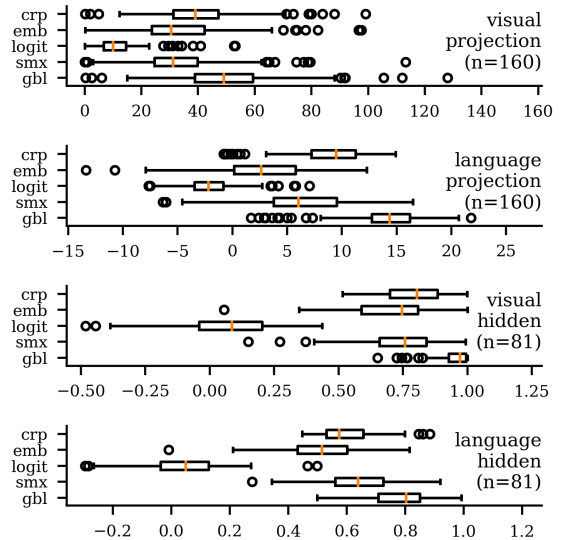 crp
emb
logit
smx
gbl
visual
projection
(n=160)
0 20 40 60 80 100 120 140 160
crp
emb
logit
smx
gbl
language
projection
(n=160)
−15 −10 −5 0 5 10 15 20 25
crp
emb
logit
smx
gbl
visual
hidden
(n=81)
−0.50 −0.25 0.00 0.25 0.50 0.75 1.00 1.25
crp
emb
logit
smx
gbl
language
hidden
(n=81)
−0.2 0.0 0.2 0.4 0.6 0.8 1.0 1.2